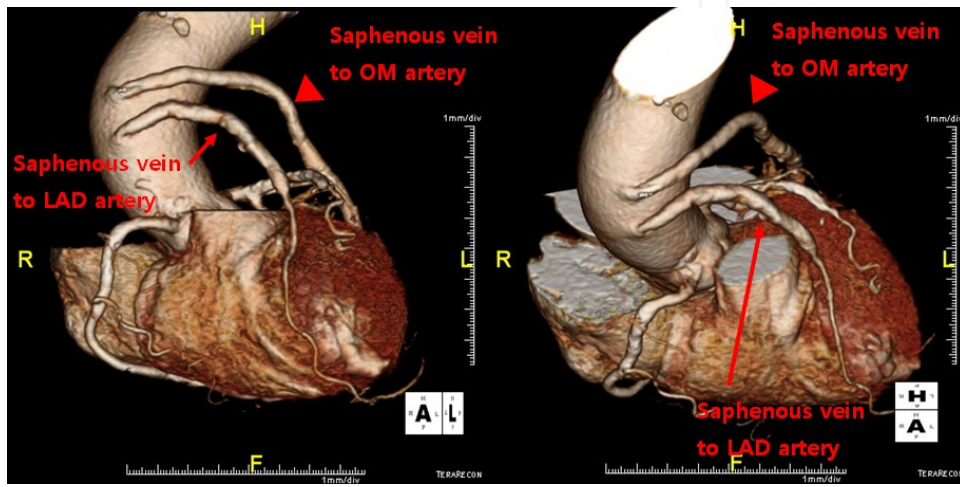 H
Saphenous vein
to OM artery
1mm/div
Saphenous vein
to LAD artery
R
L
A
L
F
1mm/div
TERARECON
H
Saphenous vein
to OM artery
1mm/div
R
L
Saphenous vein
to LAD artery
H
A
F
1mm/div
TERARECON